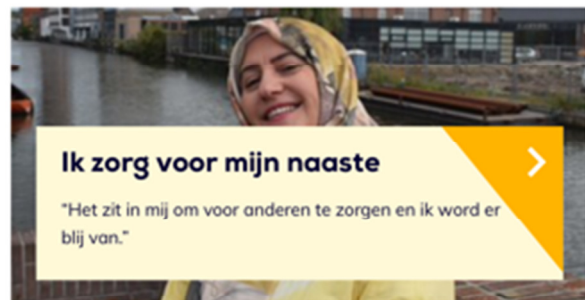 Ik zorg voor mijn naaste
“Het zit in mij om voor anderen te zorgen en ik word er
blij van.”